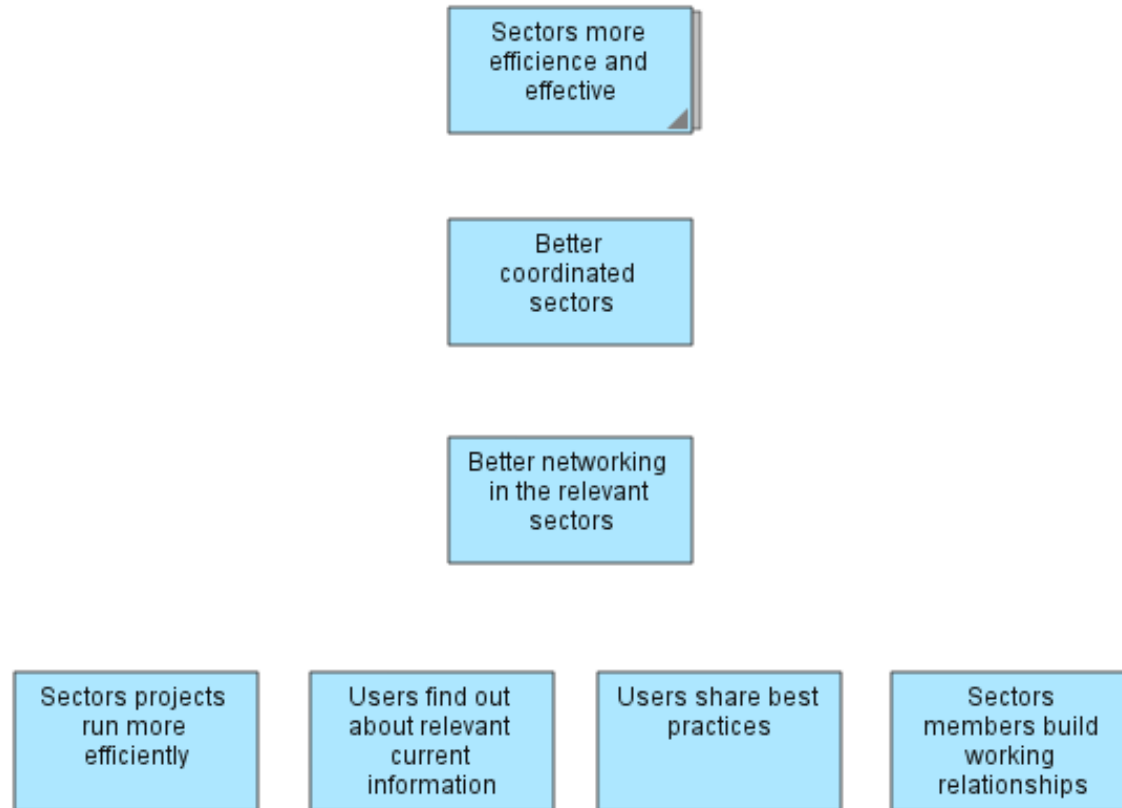 Sectors more
efficience and
effective
Better
coordinated
sectors
Better networking
in the relevant
sectors
Sectors projects
run more
efficiently
Users find out
about relevant
current
information
Users share best
practices
Sectors
members build
working
relationships